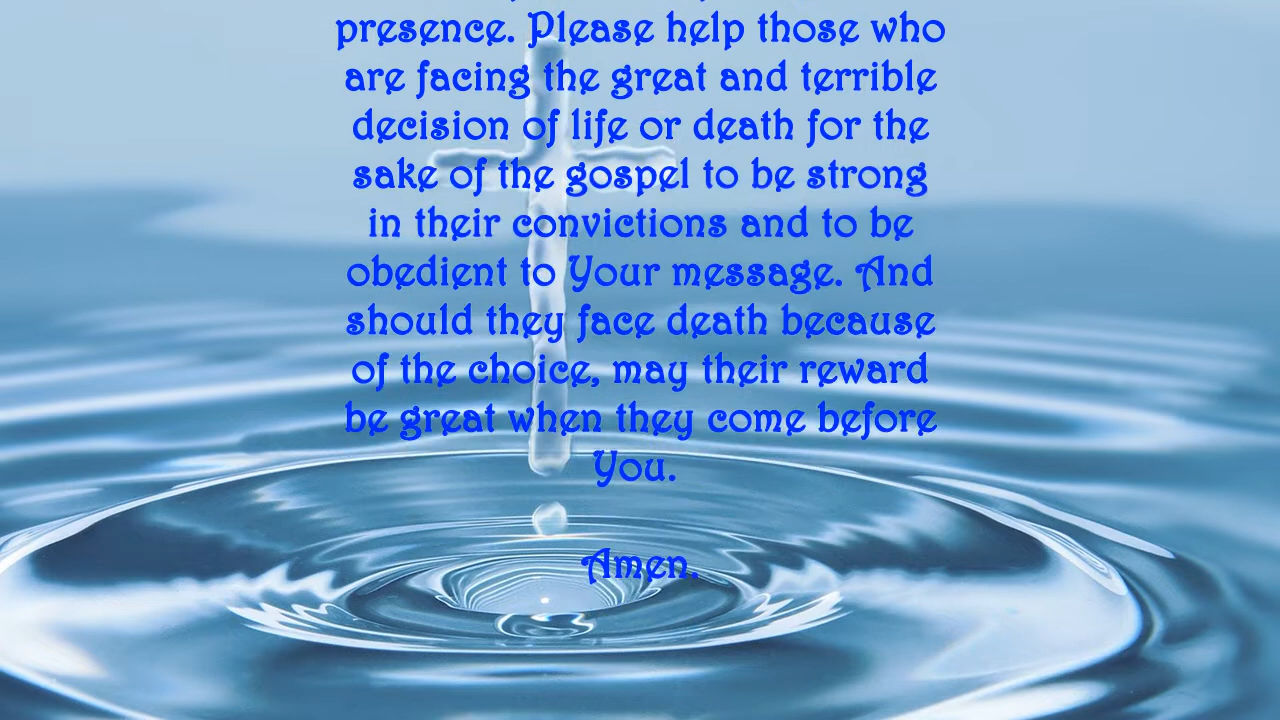 presence. Please help those who
are facing the great and terrible
decision of life or death for the
sake of the gospel to be strong
in their convictions and to be
obedient to Your message. And
should they face death because
of the choice, may their reward
be great when they come before
You.
Amen.